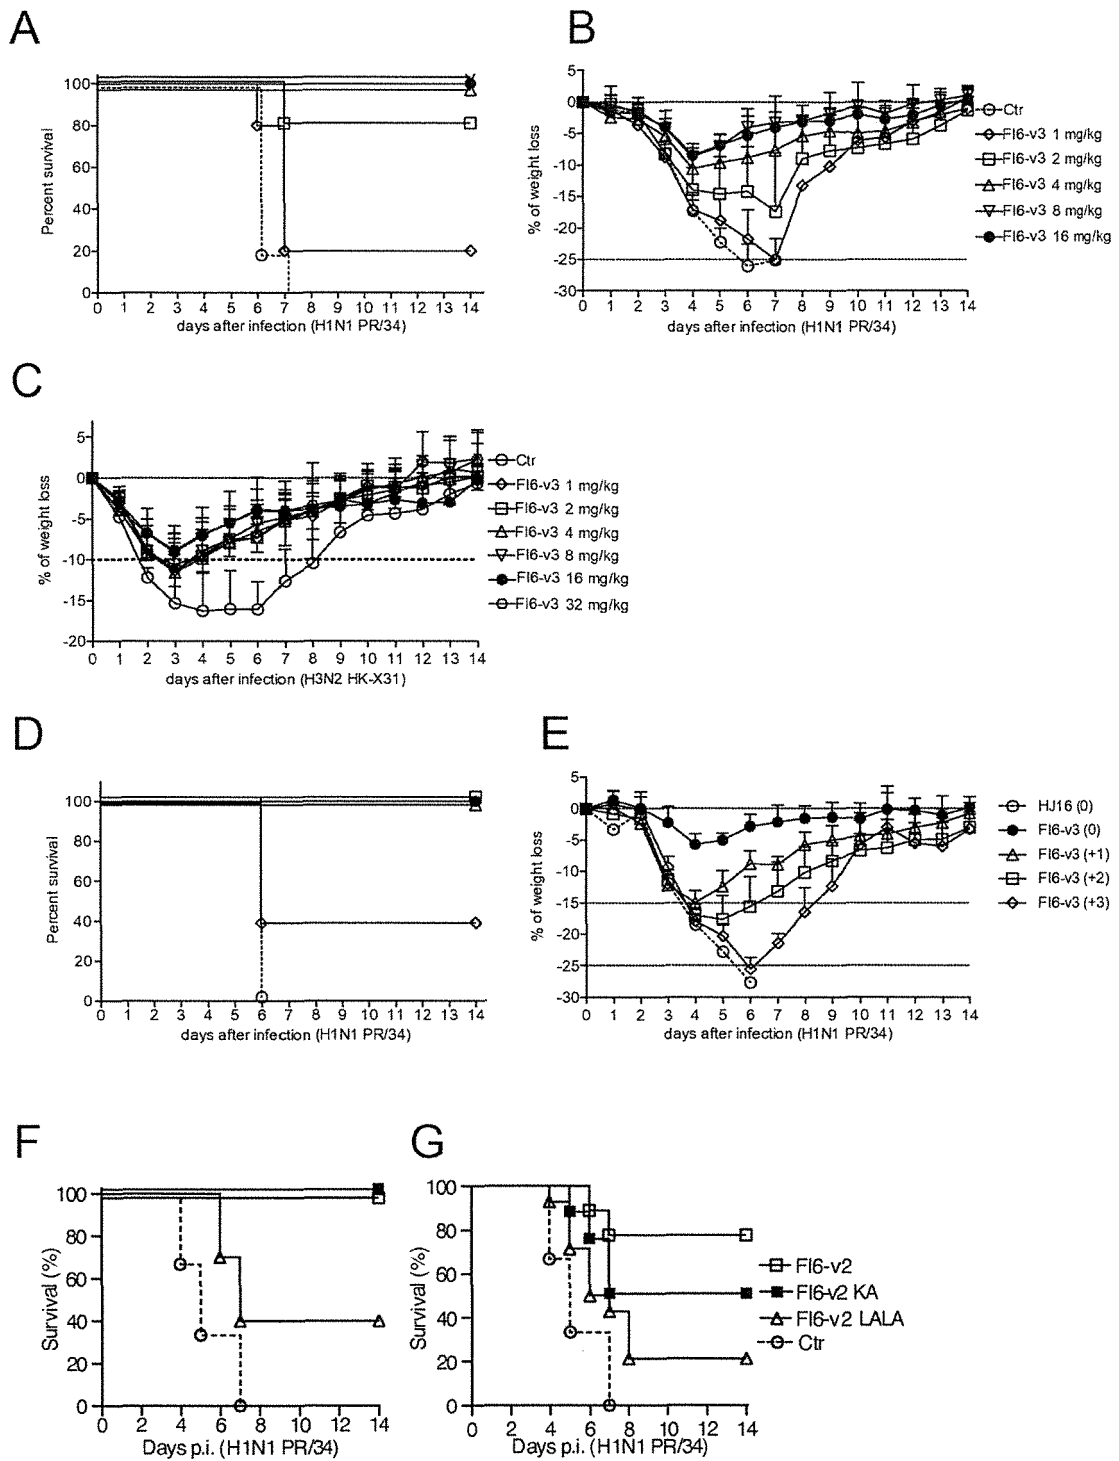 A
Percent survival
100
80
60
40
20
0
0 1 2 3 4 5 6 7 8 9 10 11 12 13 14
days after infection (H1N1 PR/34)
B
% of weight loss
5
0
-5
-10
-15
-20
-25
-30
0 1 2 3 4 5 6 7 8 9 10 11 12 13 14
days after infection (H1N1 PR/34)
Ctr
FI6-v3 1 mg/kg
FI6-v3 2 mg/kg
FI6-v3 4 mg/kg
FI6-v3 8 mg/kg
FI6-v3 16 mg/kg
C
% of weight loss
5
0
-5
-10
-15
-20
0 1 2 3 4 5 6 7 8 9 10 11 12 13 14
days after infection (H3N2 HK-X31)
Ctr
FI6-v3 1 mg/kg
FI6-v3 2 mg/kg
FI6-v3 4 mg/kg
FI6-v3 8 mg/kg
FI6-v3 16 mg/kg
FI6-v3 32 mg/kg
D
Percent survival
100
80
60
40
20
0
0 1 2 3 4 5 6 7 8 9 10 11 12 13 14
days after infection (H1N1 PR/34)
E
% of weight loss
5
0
-5
-10
-15
-20
-25
-30
0 1 2 3 4 5 6 7 8 9 10 11 12 13 14
days after infection (H1N1 PR/34)
HJ16 (0)
FI6-v3 (0)
FI6-v3 (+1)
FI6-v3 (+2)
FI6-v3 (+3)
F
Survival (%)
100
80
60
40
20
0
0 2 4 6 8 10 12 14
Days p.i. (H1N1 PR/34)
G
Survival (%)
100
80
60
40
20
0
0 2 4 6 8 10 12 14
Days p.i. (H1N1 PR/34)
FI6-v2
FI6-v2 KA
FI6-v2 LALA
Ctr